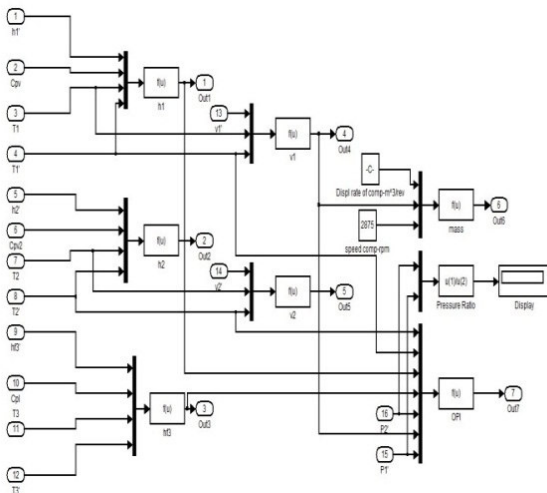 1
h1'
2
Cpv
3
T1
4
T1'
5
h2'
6
Cpv2
7
T2
8
T2'
9
hf3'
10
Cpl
T3
11
12
T3'
f(u)
h1
1
Out1
f(u)
h2
2
Out2
f(u)
hf3
3
Out3
13
v1'
f(u)
v1
4
Out4
14
v2'
f(u)
v2
5
Out5
-C-
Displ rate of comp-m^3/rev
2875
speed comp-rpm
f(u)
mass
6
Out6
u(1)/u(2)
Pressure Ratio
Display
16
P2'
15
P1'
f(u)
7
Out7